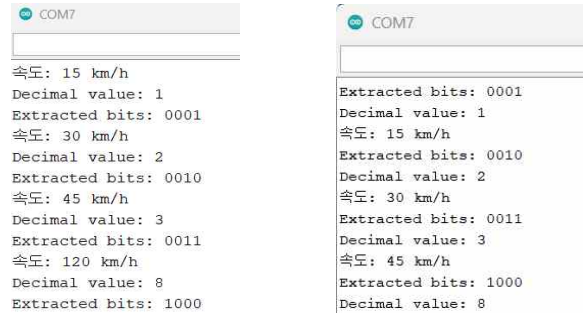 COM7
속도: 15 km/h
Decimal value: 1
Extracted bits: 0001
속도: 30 km/h
Decimal value: 2
Extracted bits: 0010
속도: 45 km/h
Decimal value: 3
Extracted bits: 0011
속도: 120 km/h
Decimal value: 8
Extracted bits: 1000
COM7
Extracted bits: 0001
Decimal value: 1
속도: 15 km/h
Extracted bits: 0010
Decimal value: 2
속도: 30 km/h
Extracted bits: 0011
Decimal value: 3
속도: 45 km/h
Extracted bits: 1000
Decimal value: 8